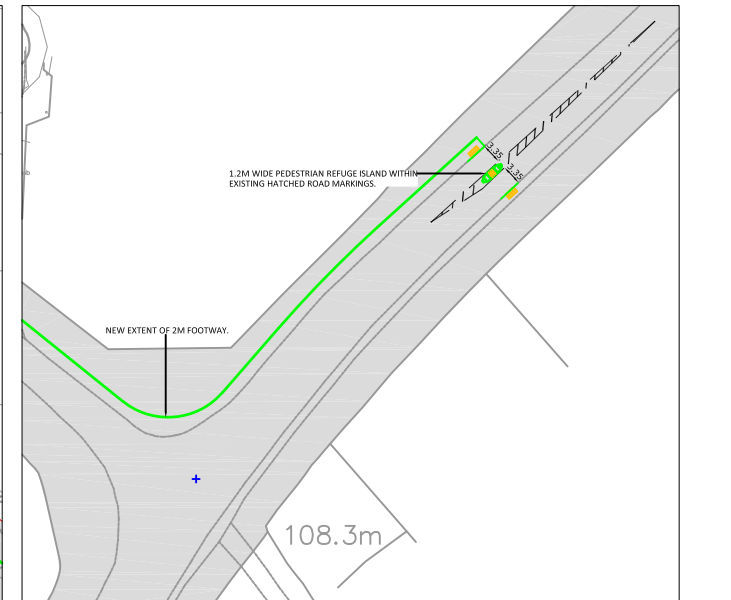 3.35
1.2M WIDE PEDESTRIAN REFUGE ISLAND WITHIN
EXISTING HATCHED ROAD MARKINGS.
3.35
NEW EXTENT OF 2M FOOTWAY.
108.3m